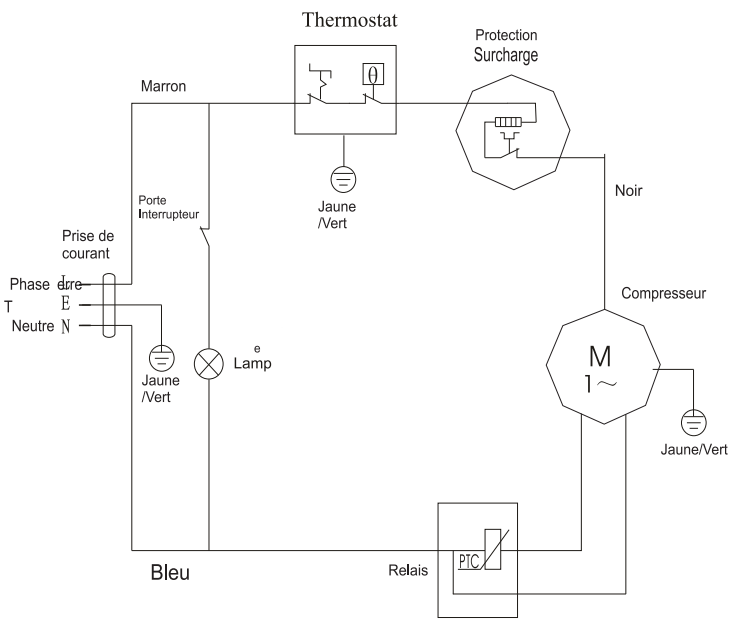 Thermostat
Protection
Surcharge
Marron
θ
Jaune
/Vert
Noir
Porte
Interrupteur
Prise de
courant
Phase erre L
T E
Neutre N
Jaune
/Vert
e
Lamp
Compresseur
M
1~
Jaune/Vert
Bleu
Relais
PTC